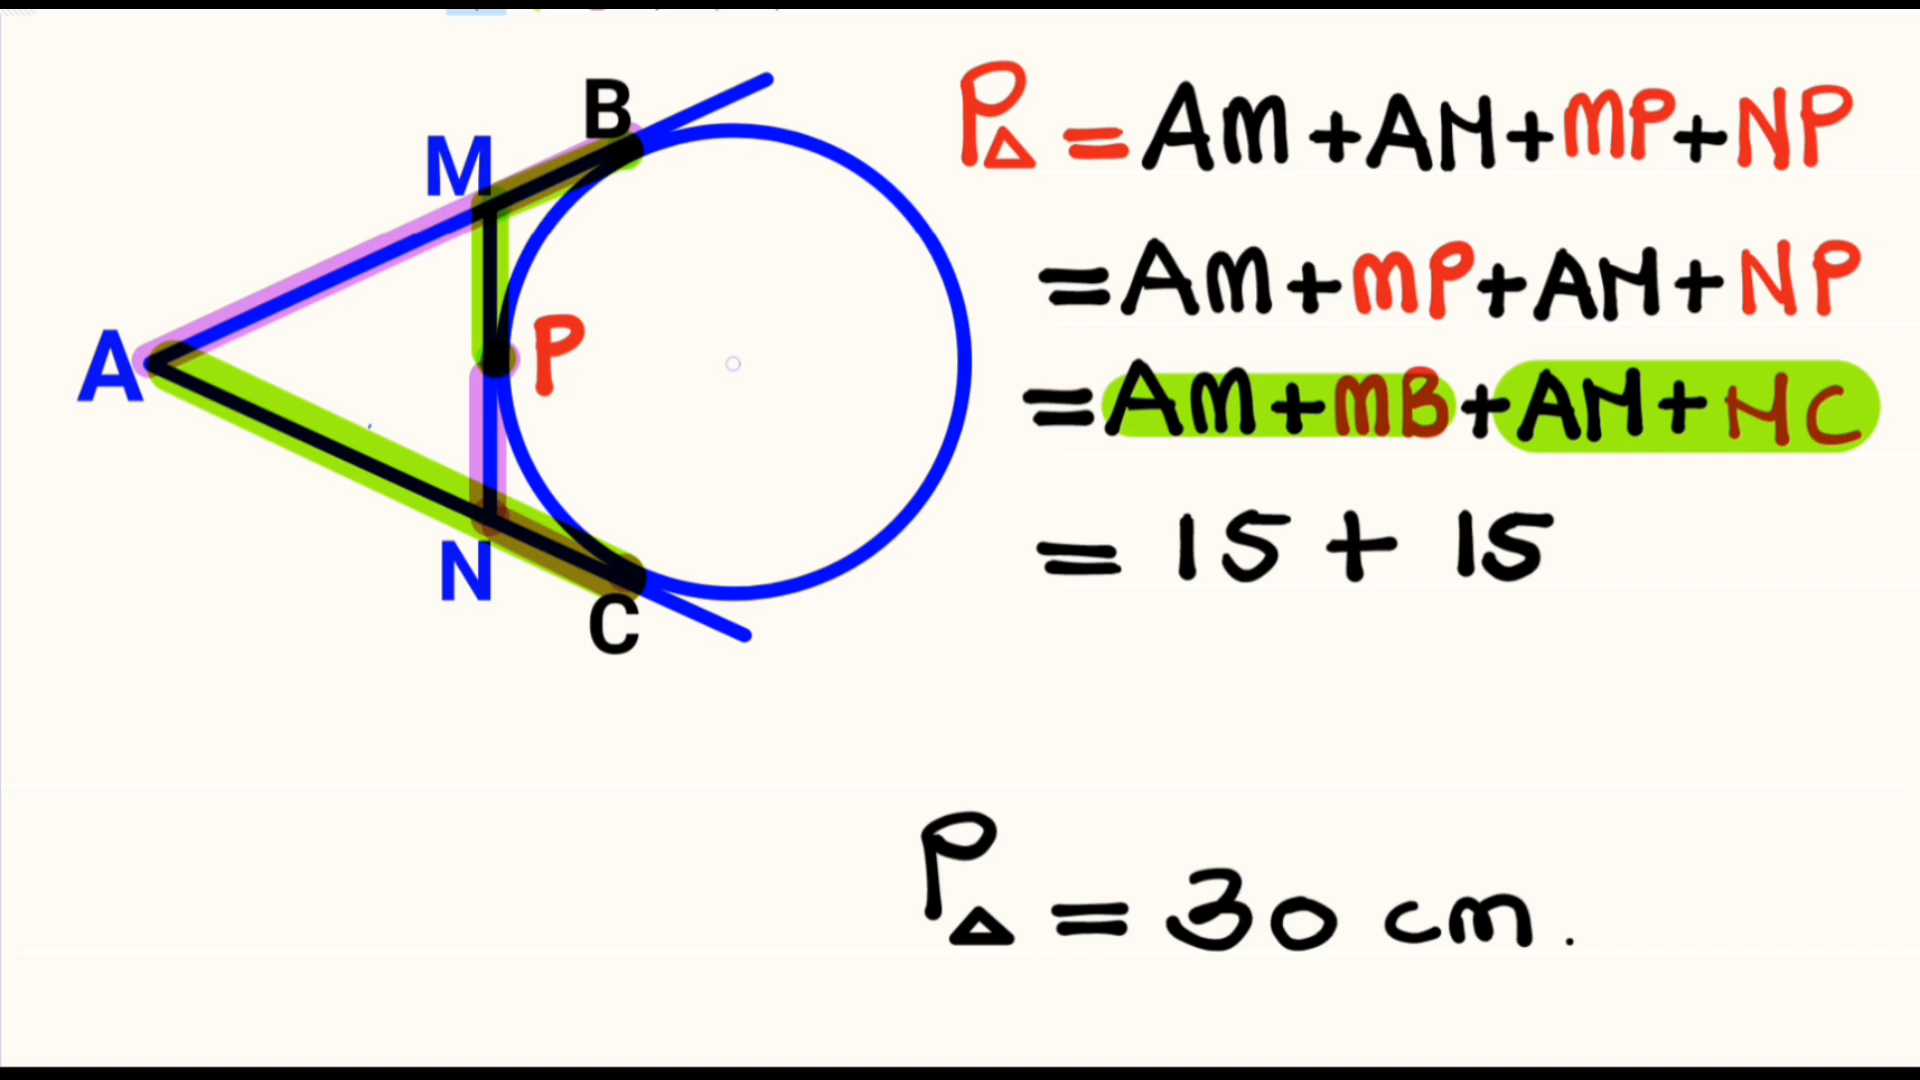 B
M
A
P
N
C
P△ = AM + AN + MP + NP
= AM + MP + AN + NP
= AM + MB + AN + NC
= 15 + 15
P△ = 30 cm.